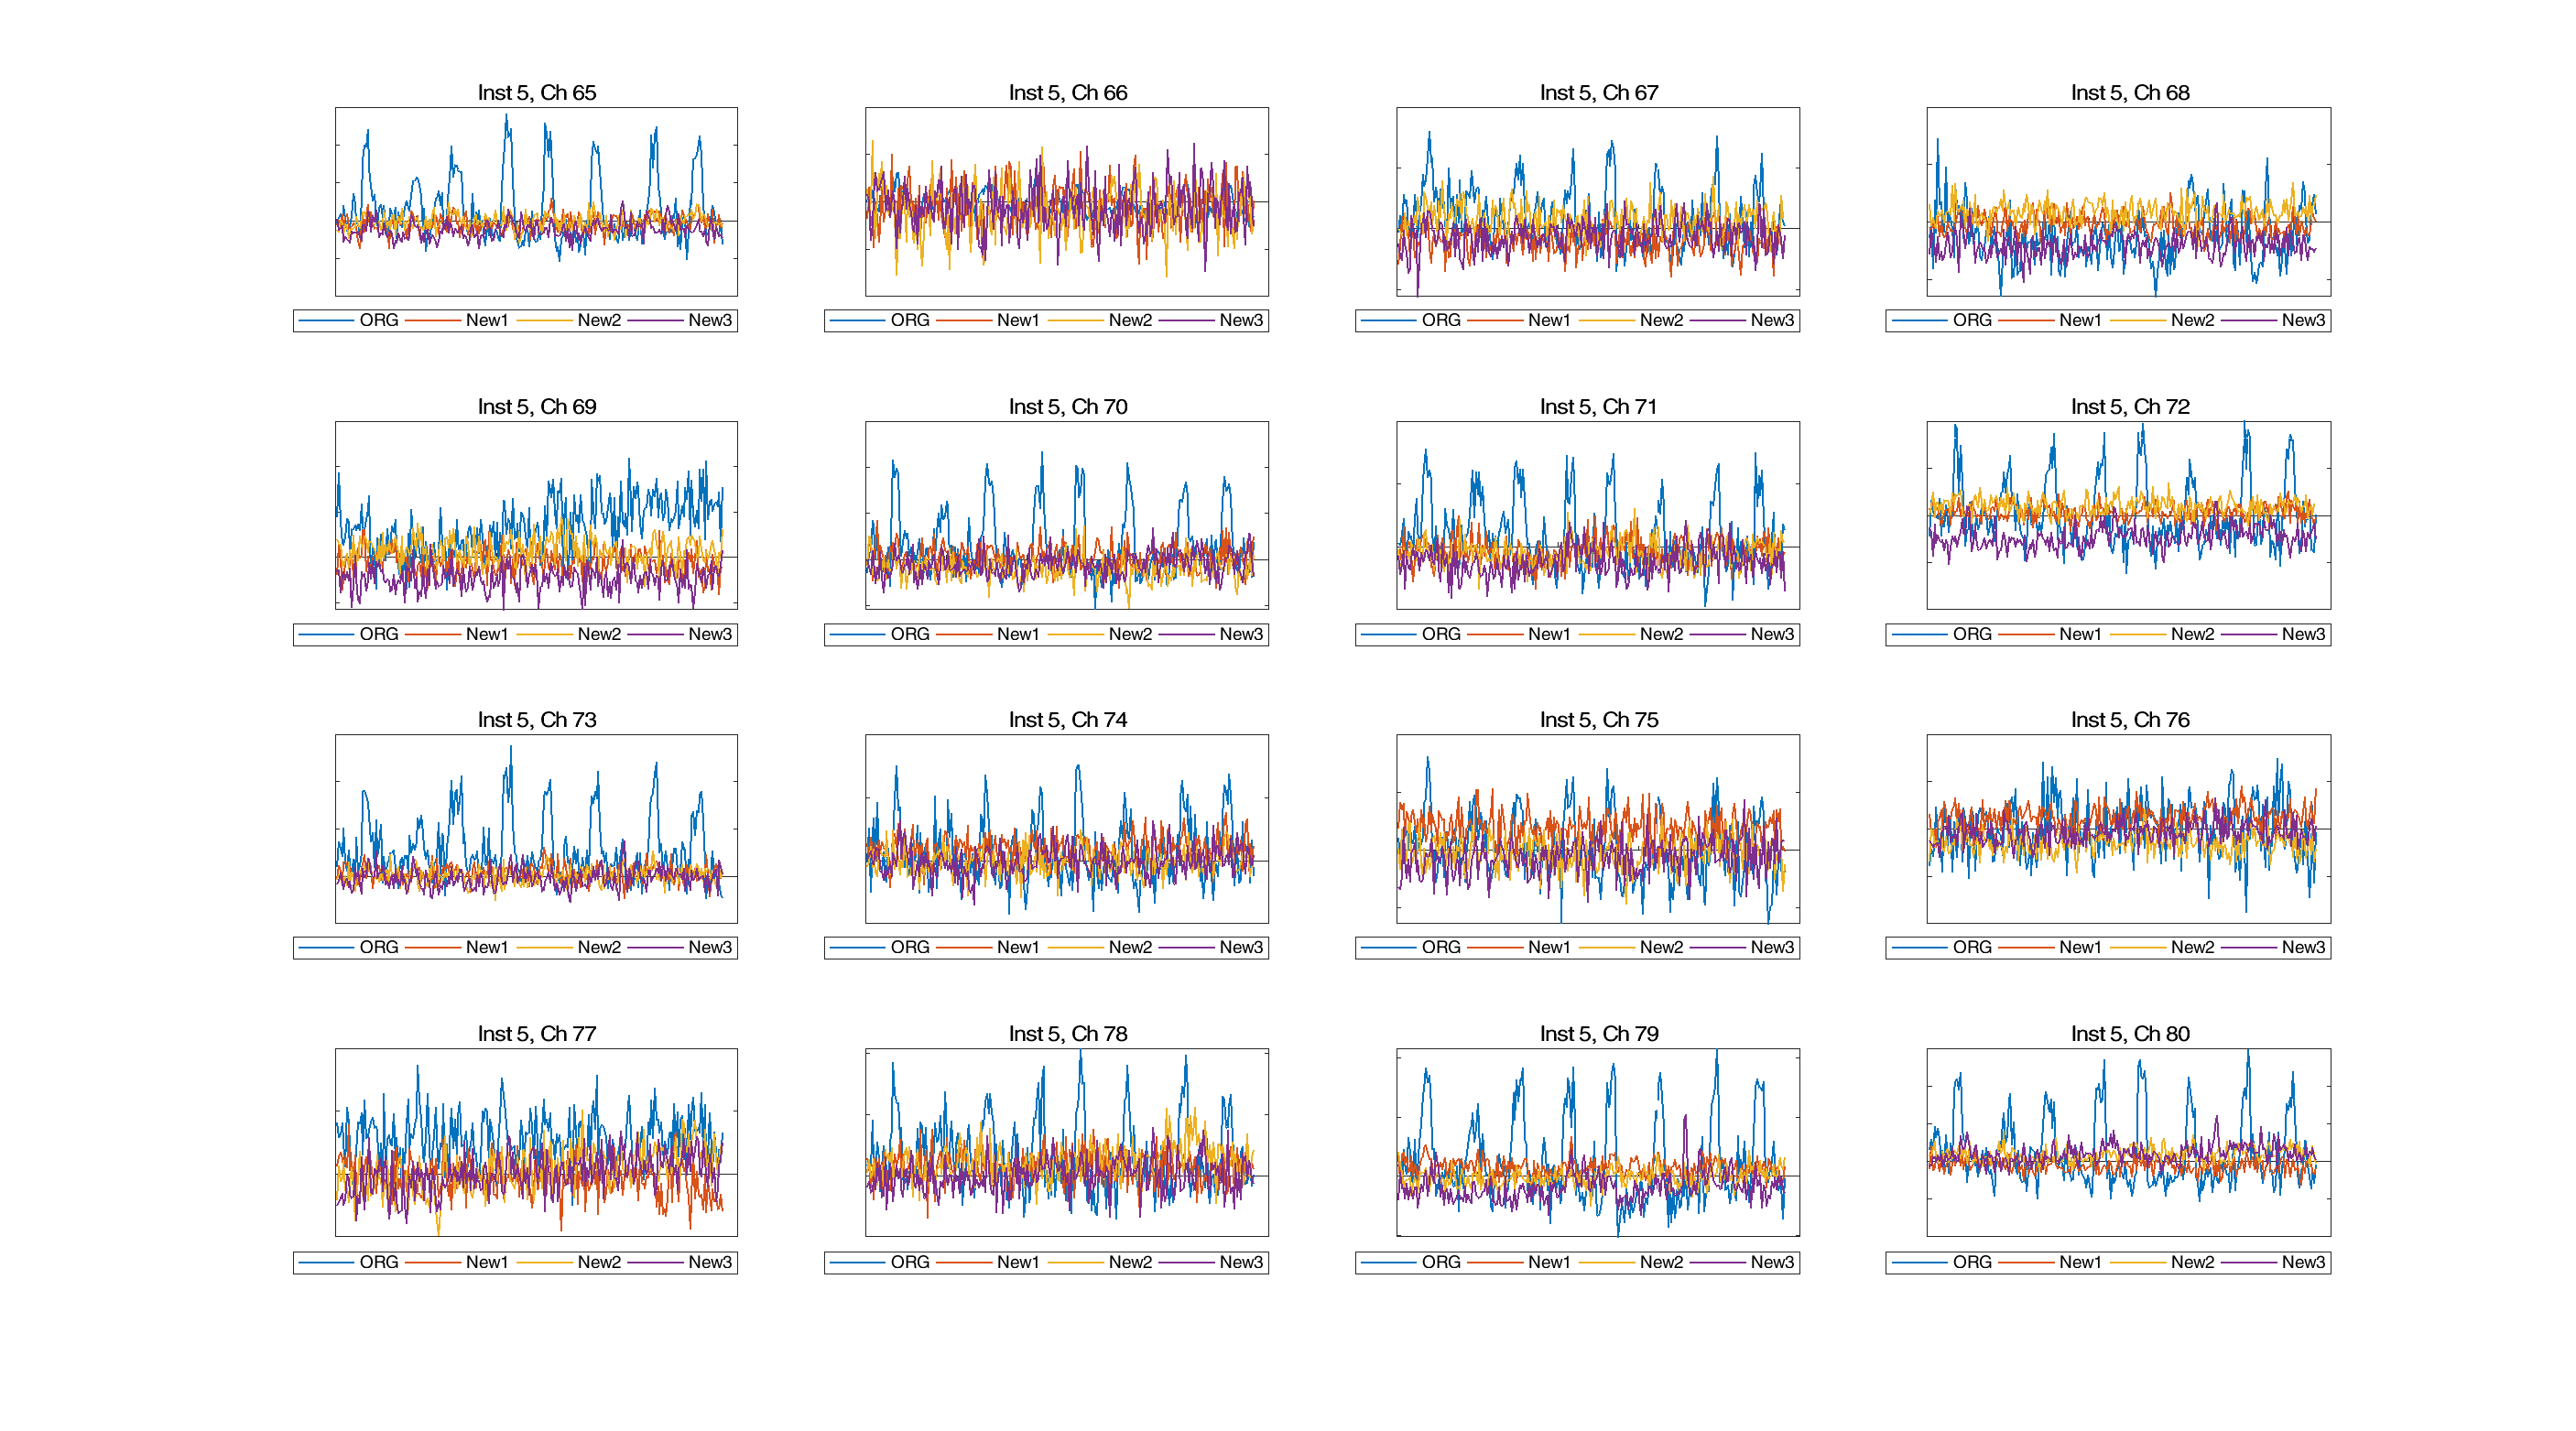 Inst 5, Ch 65
Inst 5, Ch 66
Inst 5, Ch 67
Inst 5, Ch 68
ORG New1 New2 New3
ORG New1 New2 New3
ORG New1 New2 New3
ORG New1 New2 New3
Inst 5, Ch 69
Inst 5, Ch 70
Inst 5, Ch 71
Inst 5, Ch 72
ORG New1 New2 New3
ORG New1 New2 New3
ORG New1 New2 New3
ORG New1 New2 New3
Inst 5, Ch 73
Inst 5, Ch 74
Inst 5, Ch 75
Inst 5, Ch 76
ORG New1 New2 New3
ORG New1 New2 New3
ORG New1 New2 New3
ORG New1 New2 New3
Inst 5, Ch 77
Inst 5, Ch 78
Inst 5, Ch 79
Inst 5, Ch 80
ORG New1 New2 New3
ORG New1 New2 New3
ORG New1 New2 New3
ORG New1 New2 New3